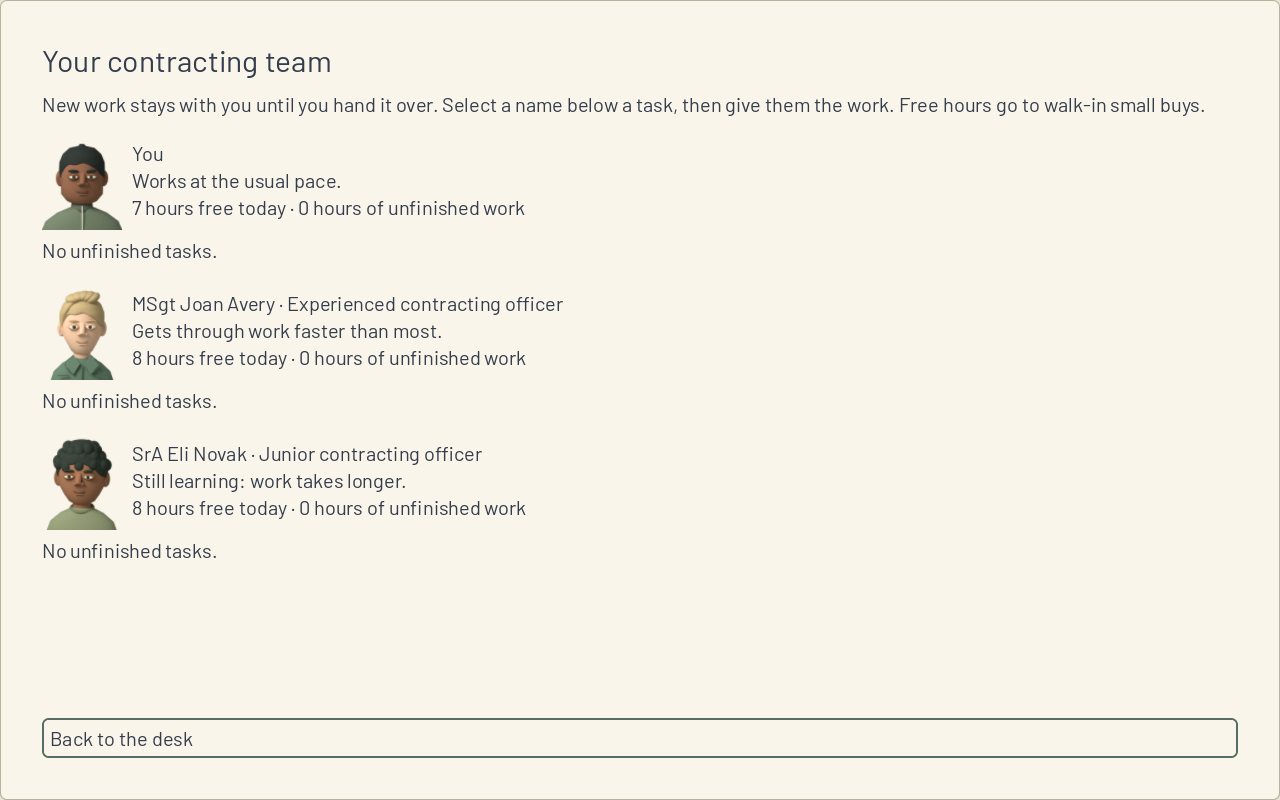 Your contracting team
New work stays with you until you hand it over. Select a name below a task, then give them the work. Free hours go to walk-in small buys.
You
Works at the usual pace.
7 hours free today · 0 hours of unfinished work
No unfinished tasks.
MSgt Joan Avery · Experienced contracting officer
Gets through work faster than most.
8 hours free today · 0 hours of unfinished work
No unfinished tasks.
SrA Eli Novak · Junior contracting officer
Still learning: work takes longer.
8 hours free today · 0 hours of unfinished work
No unfinished tasks.
Back to the desk